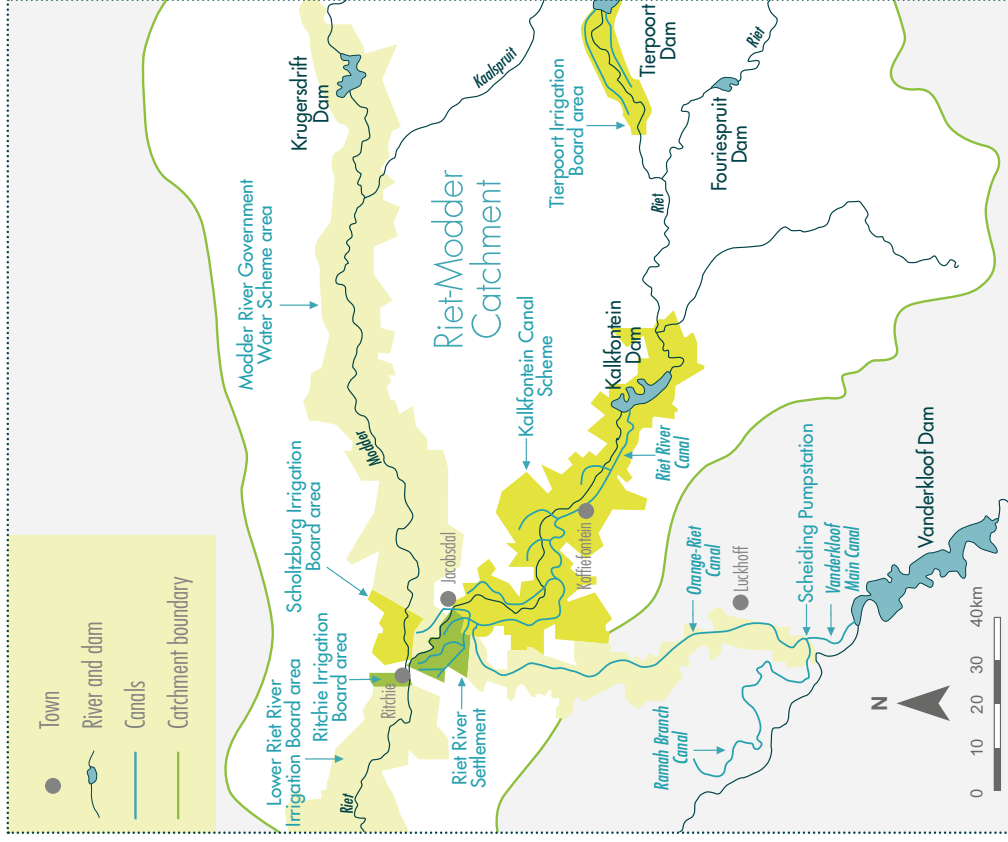 Town
River and dam
Canals
Catchment boundary
Krugersdrift
Dam
Kaalspruit
Tierpoort
Dam
Riet
Tierpoort Irrigation
Board area
Fouriespruit
Dam
Riet
Modder River Government
Water Scheme area
Riet-Modder
Catchment
Kalkfontein Canal
Scheme
Kalkfontein
Dam
Modder
Riet River
Canal
Scholtzburg Irrigation
Board area
Jacobsdal
Koffiefontein
Ritchie Irrigation
Board area
Lower Riet River
Irrigation Board area
Ritchie
Riet
Riet River
Settlement
Orange-Riet
Canal
Luckhoff
Scheiding Pumpstation
Vanderkloof
Main Canal
Vanderkloof Dam
Ramah Branch
Canal
N
0 10 20 30 40km